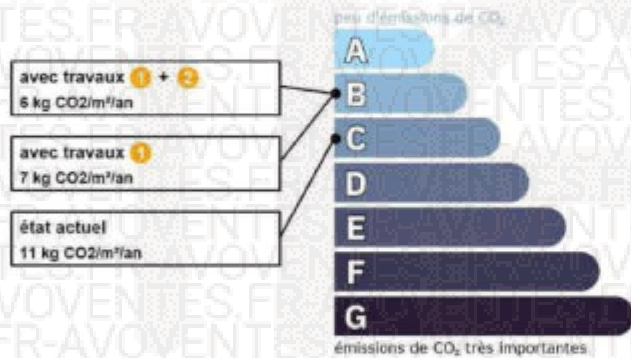 peu d'émissions de CO₂
A
avec travaux 1 + 2
6 kg CO2/m²/an
B
avec travaux 1
7 kg CO2/m²/an
C
D
état actuel
11 kg CO2/m²/an
E
F
G
émissions de CO₂ très importantes